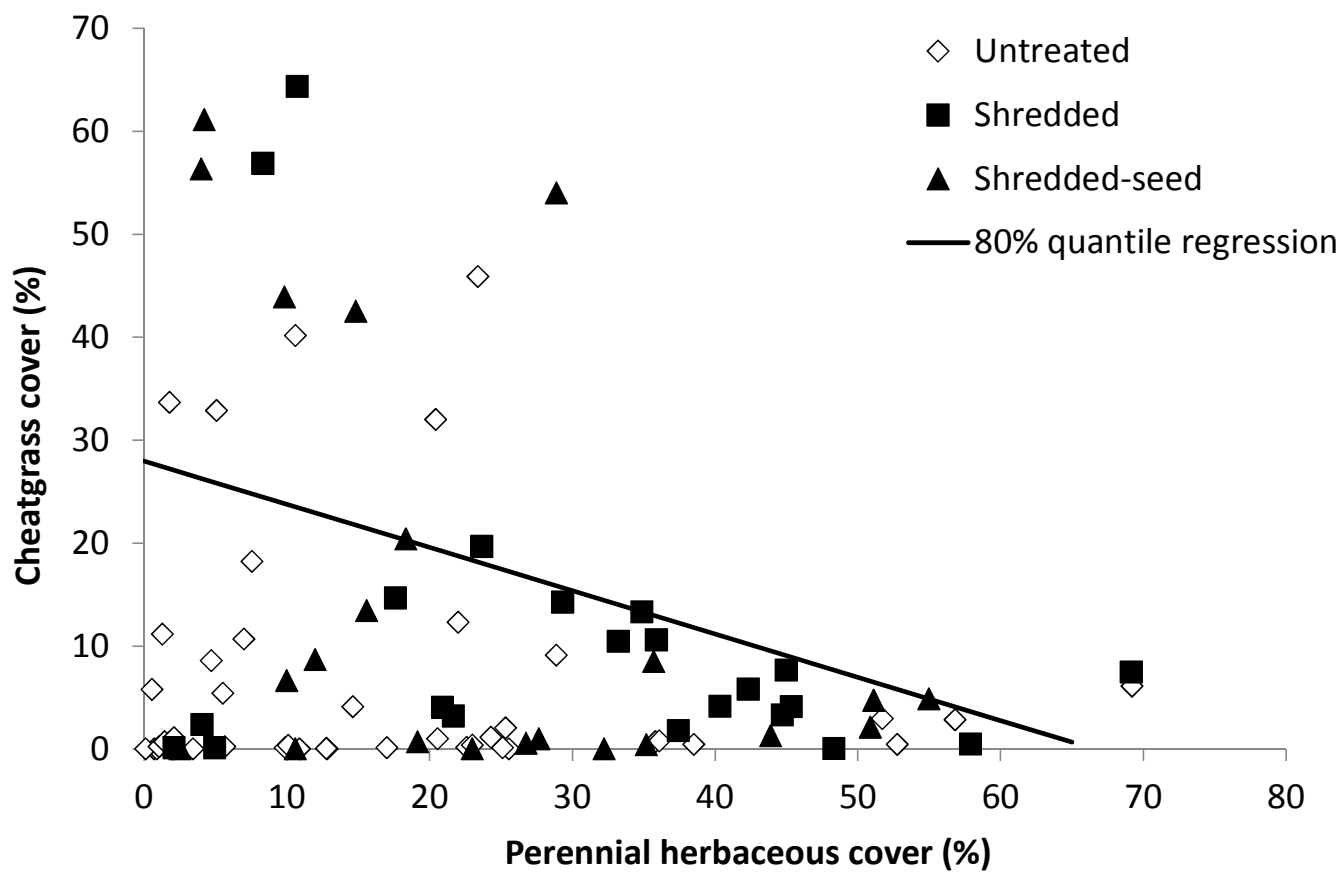 70
60
50
40
30
20
10
0
Cheatgrass cover (%)
Untreated
Shredded
Shredded-seed
80% quantile regression
0 10 20 30 40 50 60 70 80
Perennial herbaceous cover (%)